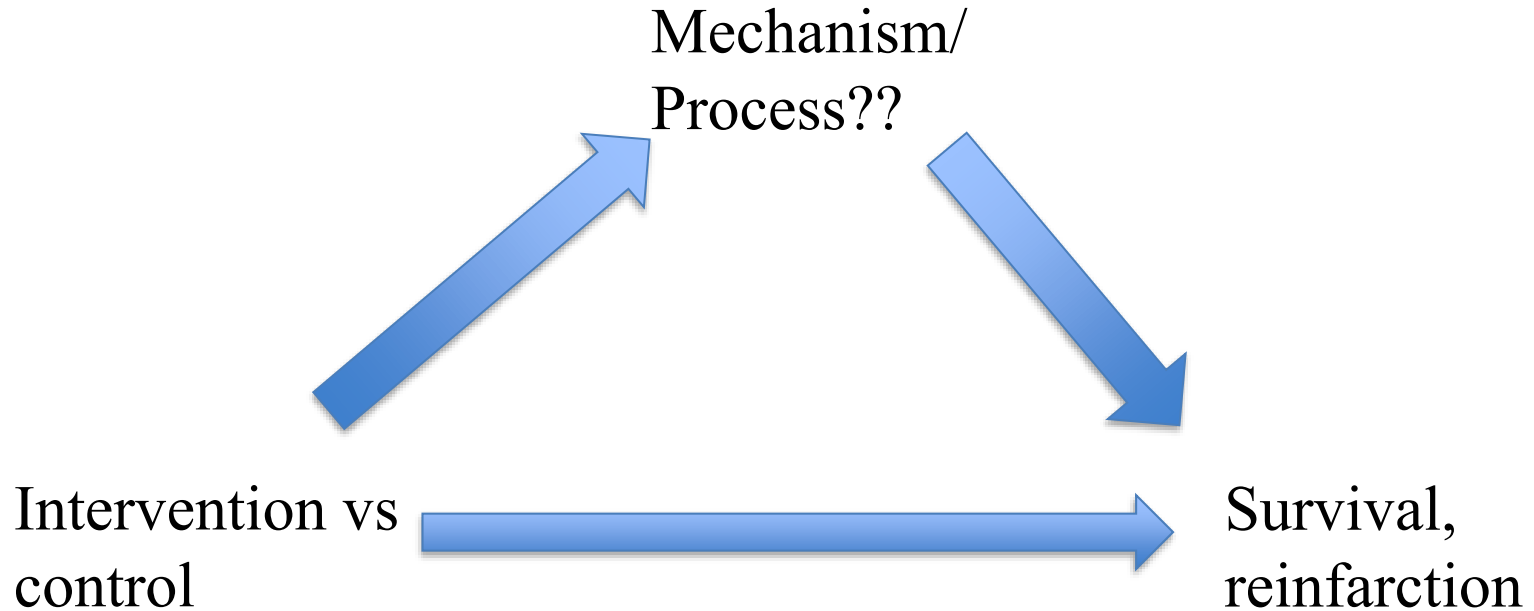 Mechanism/
Process??
Intervention vs
control
Survival,
reinfarction